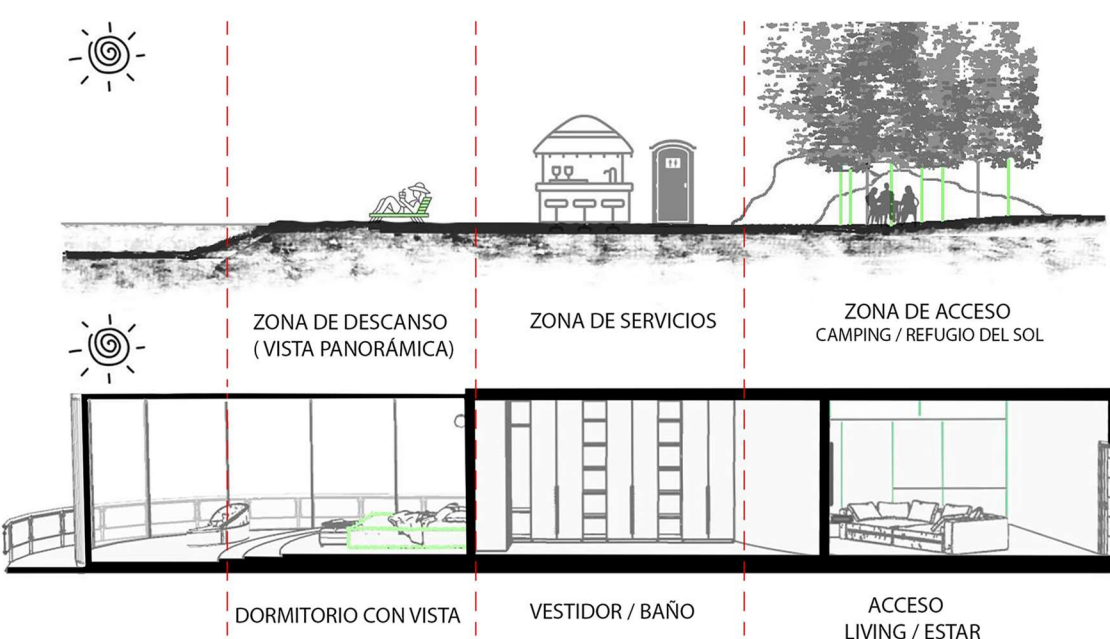 ZONA DE DESCANSO
( VISTA PANORÁMICA)
ZONA DE SERVICIOS
ZONA DE ACCESO
CAMPING / REFUGIO DEL SOL
DORMITORIO CON VISTA
VESTIDOR / BAÑO
ACCESO
LIVING / ESTAR